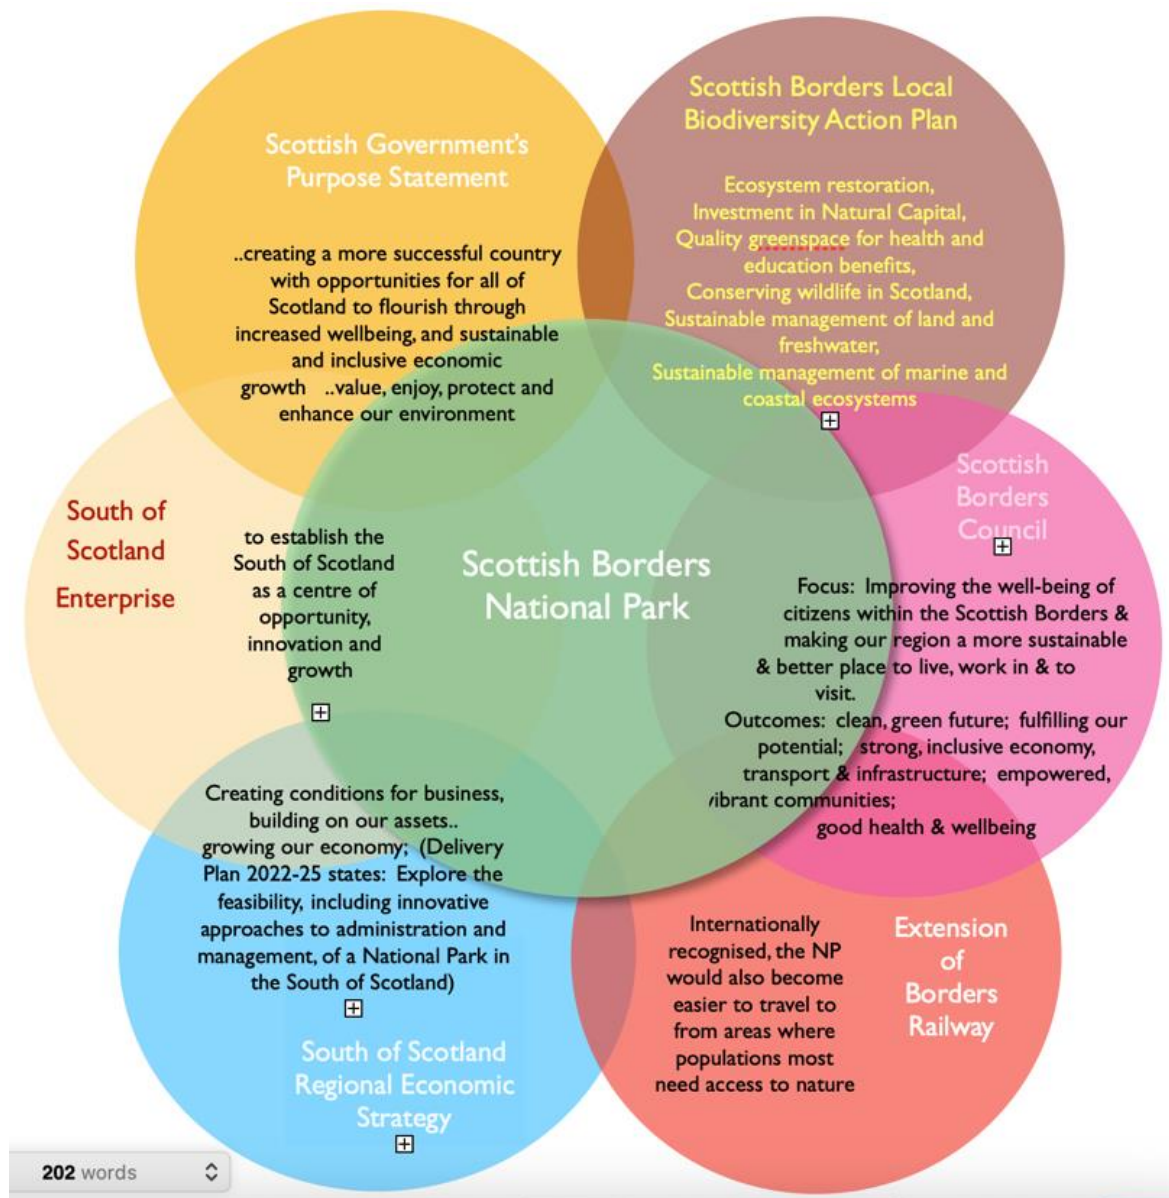 Scottish Government's
Purpose Statement
..creating a more successful country
with opportunities for all of
Scotland to flourish through
increased wellbeing, and sustainable
and inclusive economic
growth ..value, enjoy, protect and
enhance our environment
Scottish Borders Local
Biodiversity Action Plan
Ecosystem restoration,
Investment in Natural Capital,
Quality greenspace for health and
education benefits,
Conserving wildlife in Scotland,
Sustainable management of land and
freshwater,
Sustainable management of marine and
coastal ecosystems
South of
Scotland
Enterprise
to establish the
South of Scotland
as a centre of
opportunity,
innovation and
growth
Scottish Borders
National Park
Scottish
Borders
Council
Focus: Improving the well-being of
citizens within the Scottish Borders &
making our region a more sustainable
& better place to live, work in & to
visit.
Outcomes: clean, green future; fulfilling our
potential; strong, inclusive economy,
transport & infrastructure; empowered,
vibrant communities;
good health & wellbeing
Creating conditions for business,
building on our assets..
growing our economy; (Delivery
Plan 2022-25 states: Explore the
feasibility, including innovative
approaches to administration and
management, of a National Park in
the South of Scotland)
South of Scotland
Regional Economic
Strategy
Internationally
recognised, the NP
would also become
easier to travel to
from areas where
populations most
need access to nature
Extension
of
Borders
Railway
202 words